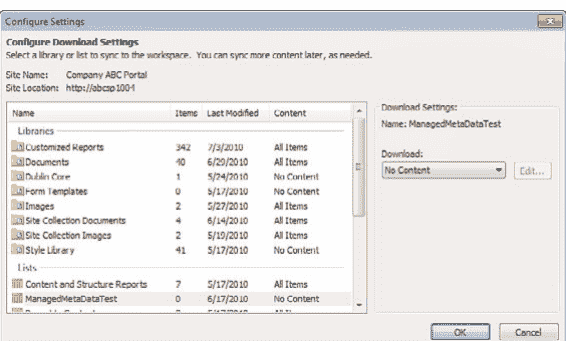 Configure Settings
Configure Download Settings
Select a library or list to sync to the workspace. You can sync more content later, as needed.
Site Name: Company ABC Portal
Site Location: http://abcsp1004
Name Items Last Modified Content
Libraries
Customized Reports 342 7/3/2010 All Items
Documents 40 6/29/2010 All Items
Dublin Core 1 5/24/2010 No Content
Form Templates 0 5/17/2010 No Content
Images 2 5/27/2010 All Items
Site Collection Documents 4 6/14/2010 All Items
Site Collection Images 2 5/19/2010 All Items
Style Library 41 5/17/2010 No Content
Lists
Content and Structure Reports 7 5/17/2010 All Items
ManagedMetaDataTest 0 6/17/2010 No Content
Download Settings:
Name: ManagedMetaDataTest
Download:
No Content Edit...
OK Cancel